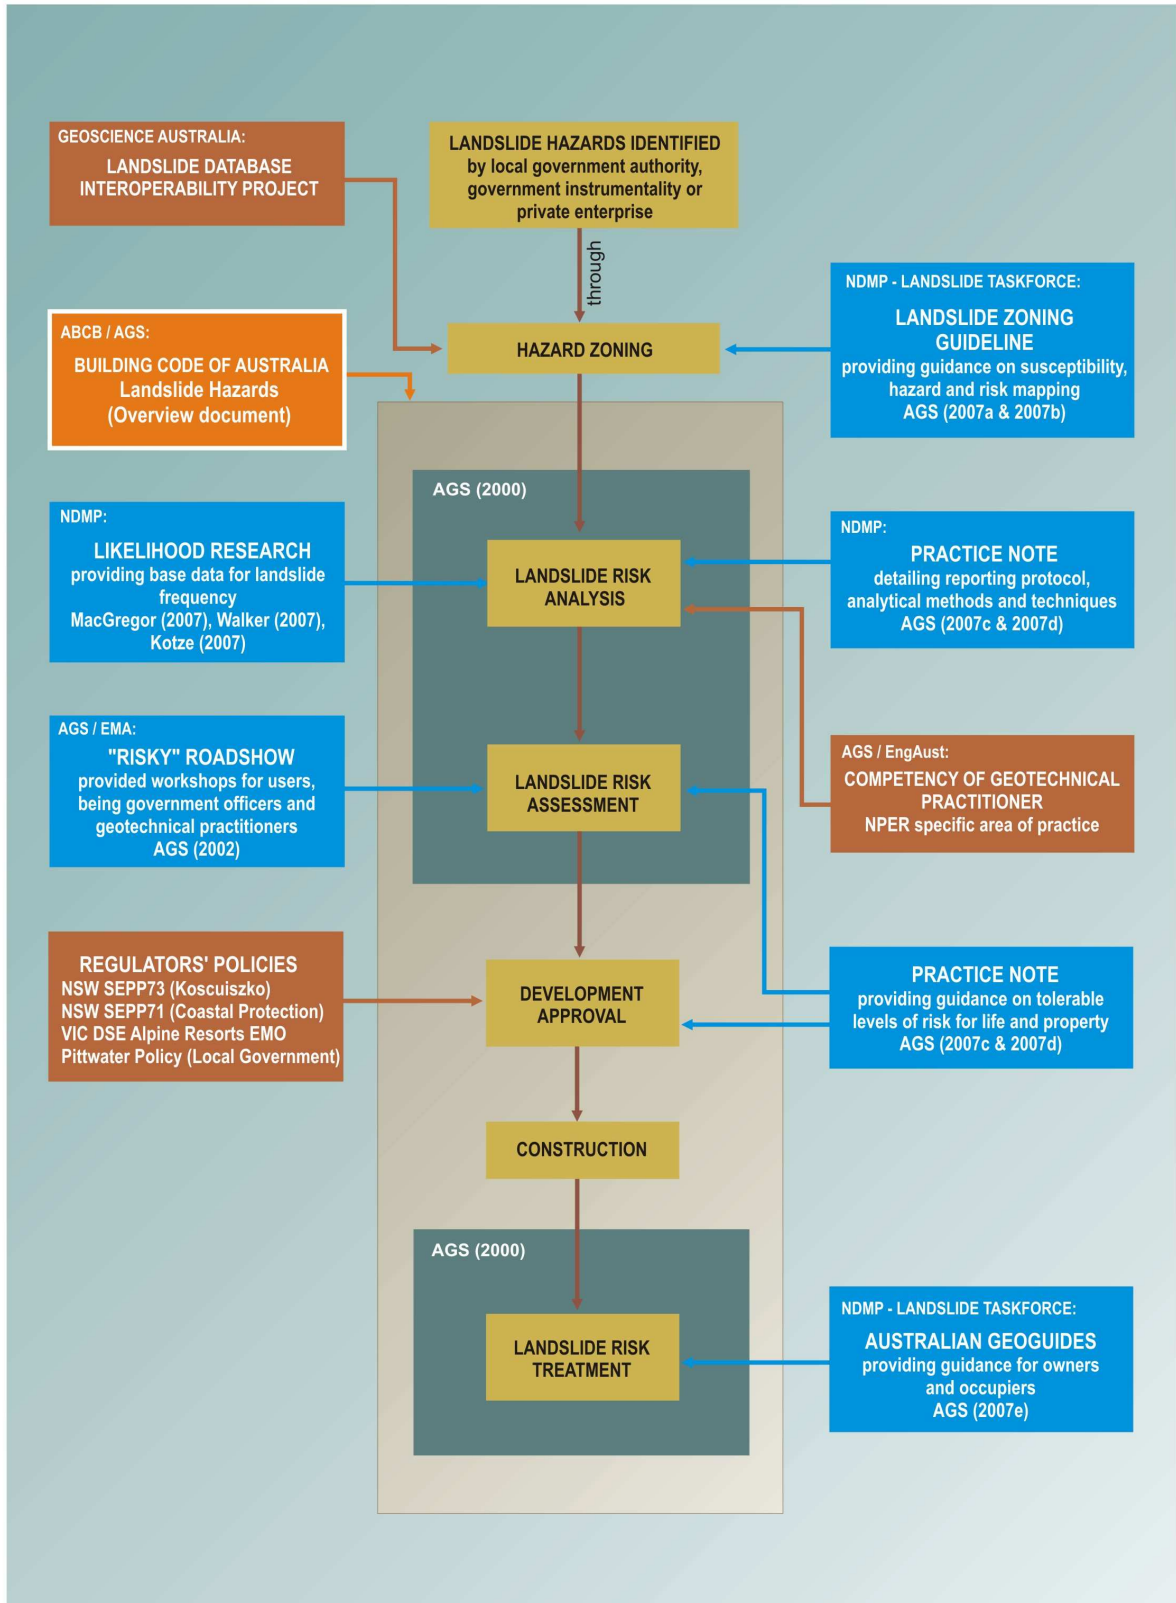 GEOSCIENCE AUSTRALIA:
LANDSLIDE DATABASE
INTEROPERABILITY PROJECT
LANDSLIDE HAZARDS IDENTIFIED
by local government authority,
government instrumentality or
private enterprise
through
NDMP - LANDSLIDE TASKFORCE:
LANDSLIDE ZONING
GUIDELINE
providing guidance on susceptibility,
hazard and risk mapping
AGS (2007a & 2007b)
HAZARD ZONING
ABCB / AGS:
BUILDING CODE OF AUSTRALIA
Landslide Hazards
(Overview document)
AGS (2000)
NDMP:
LIKELIHOOD RESEARCH
providing base data for landslide
frequency
MacGregor (2007), Walker (2007),
Kotze (2007)
LANDSLIDE RISK
ANALYSIS
NDMP:
PRACTICE NOTE
detailing reporting protocol,
analytical methods and techniques
AGS (2007c & 2007d)
AGS / EMA:
"RISKY" ROADSHOW
provided workshops for users,
being government officers and
geotechnical practitioners
AGS (2002)
LANDSLIDE RISK
ASSESSMENT
AGS / EngAust:
COMPETENCY OF GEOTECHNICAL
PRACTITIONER
NPER specific area of practice
REGULATORS' POLICIES
NSW SEPP73 (Koscuiszko)
NSW SEPP71 (Coastal Protection)
VIC DSE Alpine Resorts EMO
Pittwater Policy (Local Government)
DEVELOPMENT
APPROVAL
PRACTICE NOTE
providing guidance on tolerable
levels of risk for life and property
AGS (2007c & 2007d)
CONSTRUCTION
AGS (2000)
LANDSLIDE RISK
TREATMENT
NDMP - LANDSLIDE TASKFORCE:
AUSTRALIAN GEOGUIDES
providing guidance for owners
and occupiers
AGS (2007e)